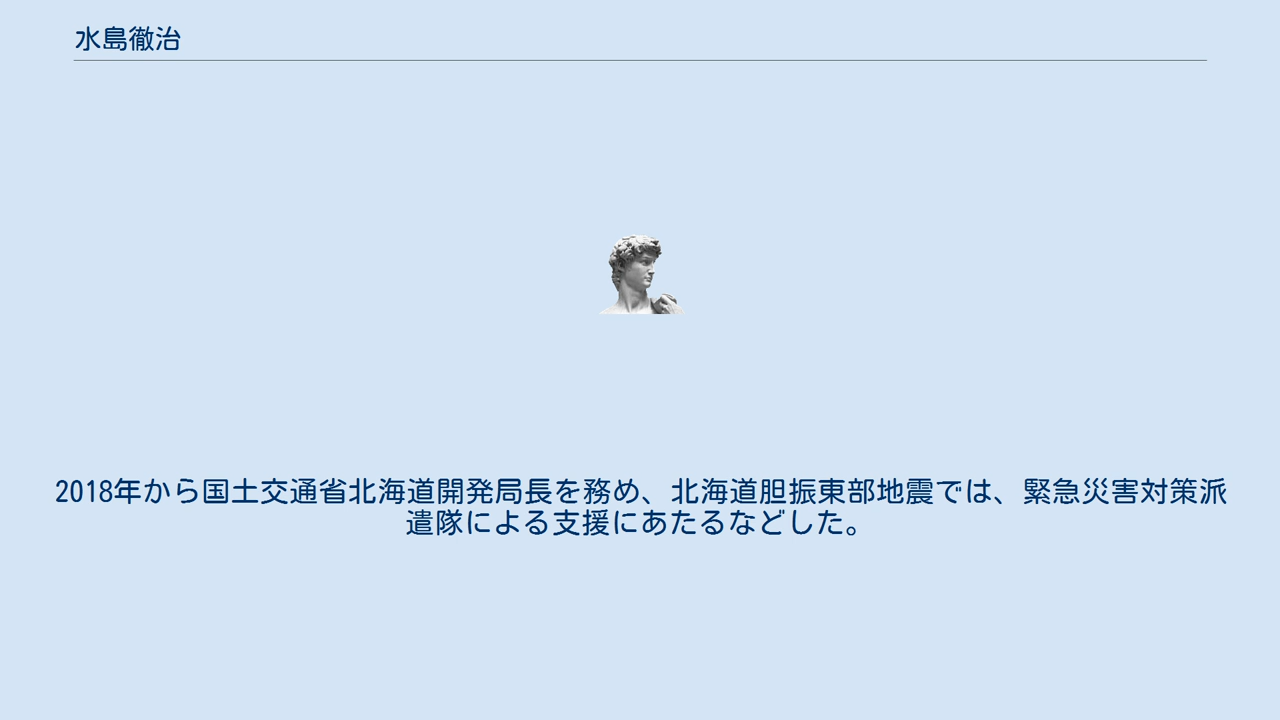 水島徹治
2018年から国土交通省北海道開発局長を務め、北海道胆振東部地震では、緊急災害対策派
遣隊による支援にあたるなどした。